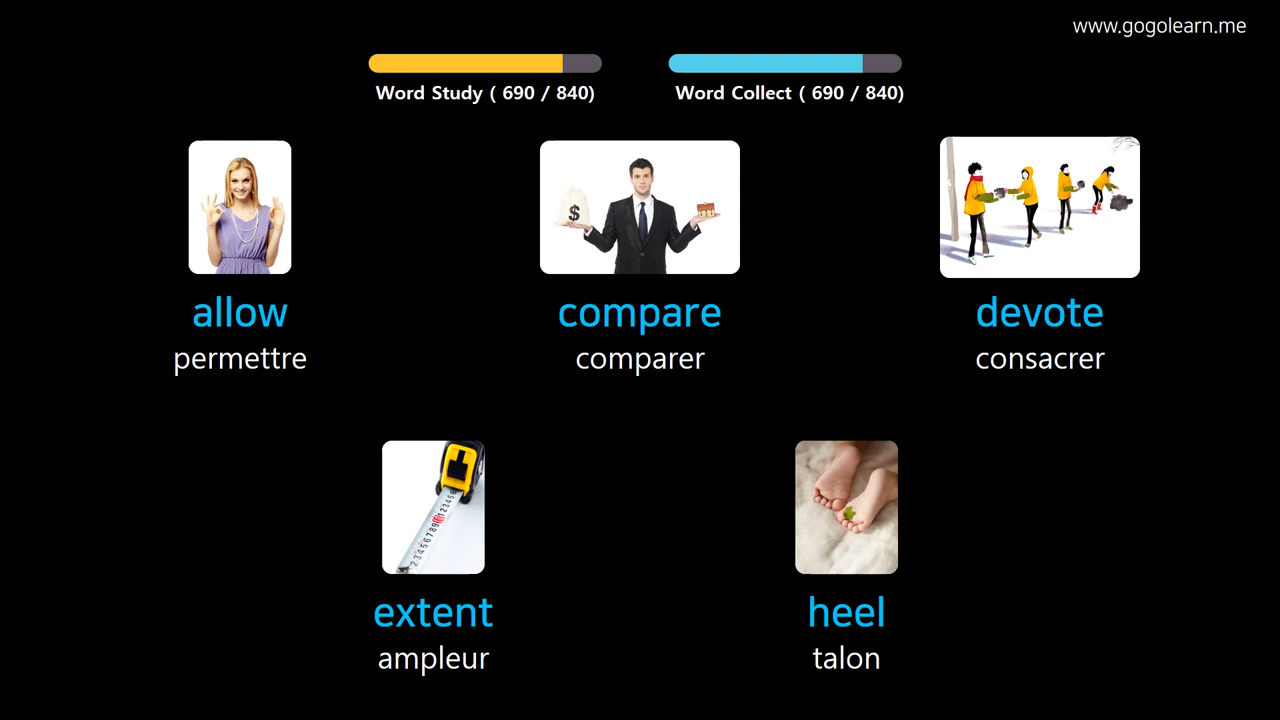 www.gogolearn.me
Word Study ( 690 / 840)
Word Collect ( 690 / 840)
$
allow
permettre
compare
comparer
devote
consacrer
extent
ampleur
heel
talon